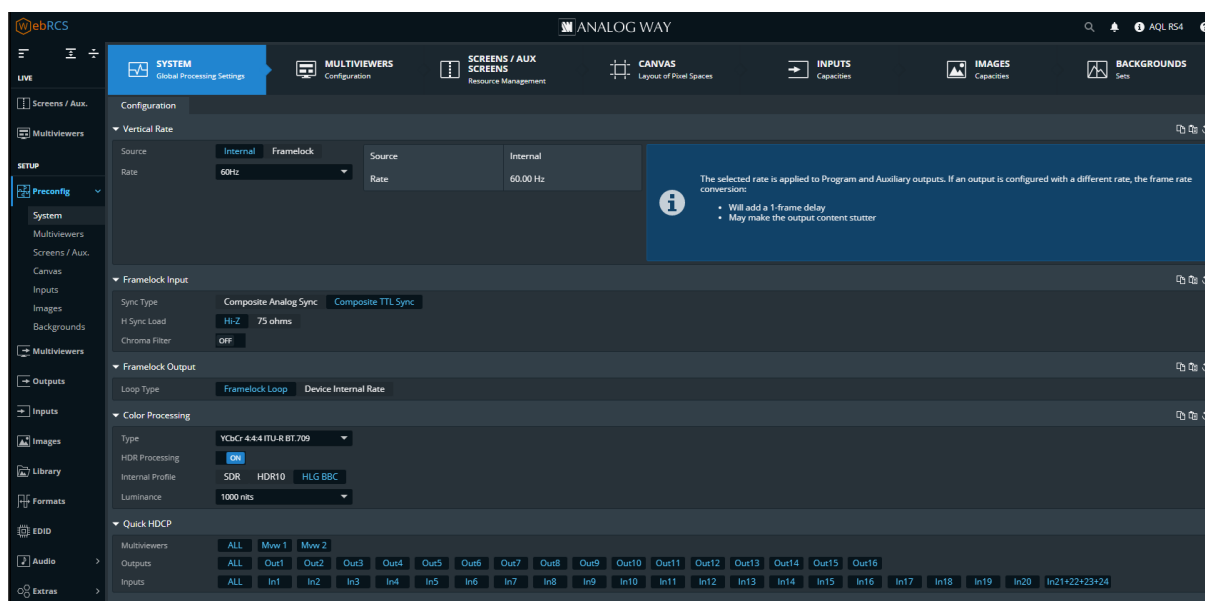 WebRCS
ANALOG WAY
AQL RS4
LIVE
Screens / Aux.
Multiviewers
SETUP
Preconfig
System
Multiviewers
Screens / Aux.
Canvas
Inputs
Images
Backgrounds
Multiviewers
Outputs
Inputs
Images
Library
Formats
EDID
Audio
Extras
SYSTEM
Global Processing Settings
MULTIVIEWERS
Configuration
SCREENS / AUX
SCREENS
Resource Management
CANVAS
Layout of Pixel Spaces
INPUTS
Capacities
IMAGES
Capacities
BACKGROUNDS
Sets
Configuration
Vertical Rate
Source Internal Framelock
Rate 60Hz
Source Internal
Rate 60.00 Hz
The selected rate is applied to Program and Auxiliary outputs. If an output is configured with a different rate, the frame rate
conversion:
• Will add a 1-frame delay
• May make the output content stutter
Framelock Input
Sync Type Composite Analog Sync Composite TTL Sync
H Sync Load Hi-Z 75 ohms
Chroma Filter OFF
Framelock Output
Loop Type Framelock Loop Device Internal Rate
Color Processing
Type YCbCr 4:4:4 ITU-R BT.709
HDR Processing ON
Internal Profile SDR HDR10 HLG BBC
Luminance 1000 nits
Quick HDCP
Multiviewers ALL Mvw 1 Mvw 2
Outputs ALL Out1 Out2 Out3 Out4 Out5 Out6 Out7 Out8 Out9 Out10 Out11 Out12 Out13 Out14 Out15 Out16
Inputs ALL In1 In2 In3 In4 In5 In6 In7 In8 In9 In10 In11 In12 In13 In14 In15 In16 In17 In18 In19 In20 In21+22+23+24